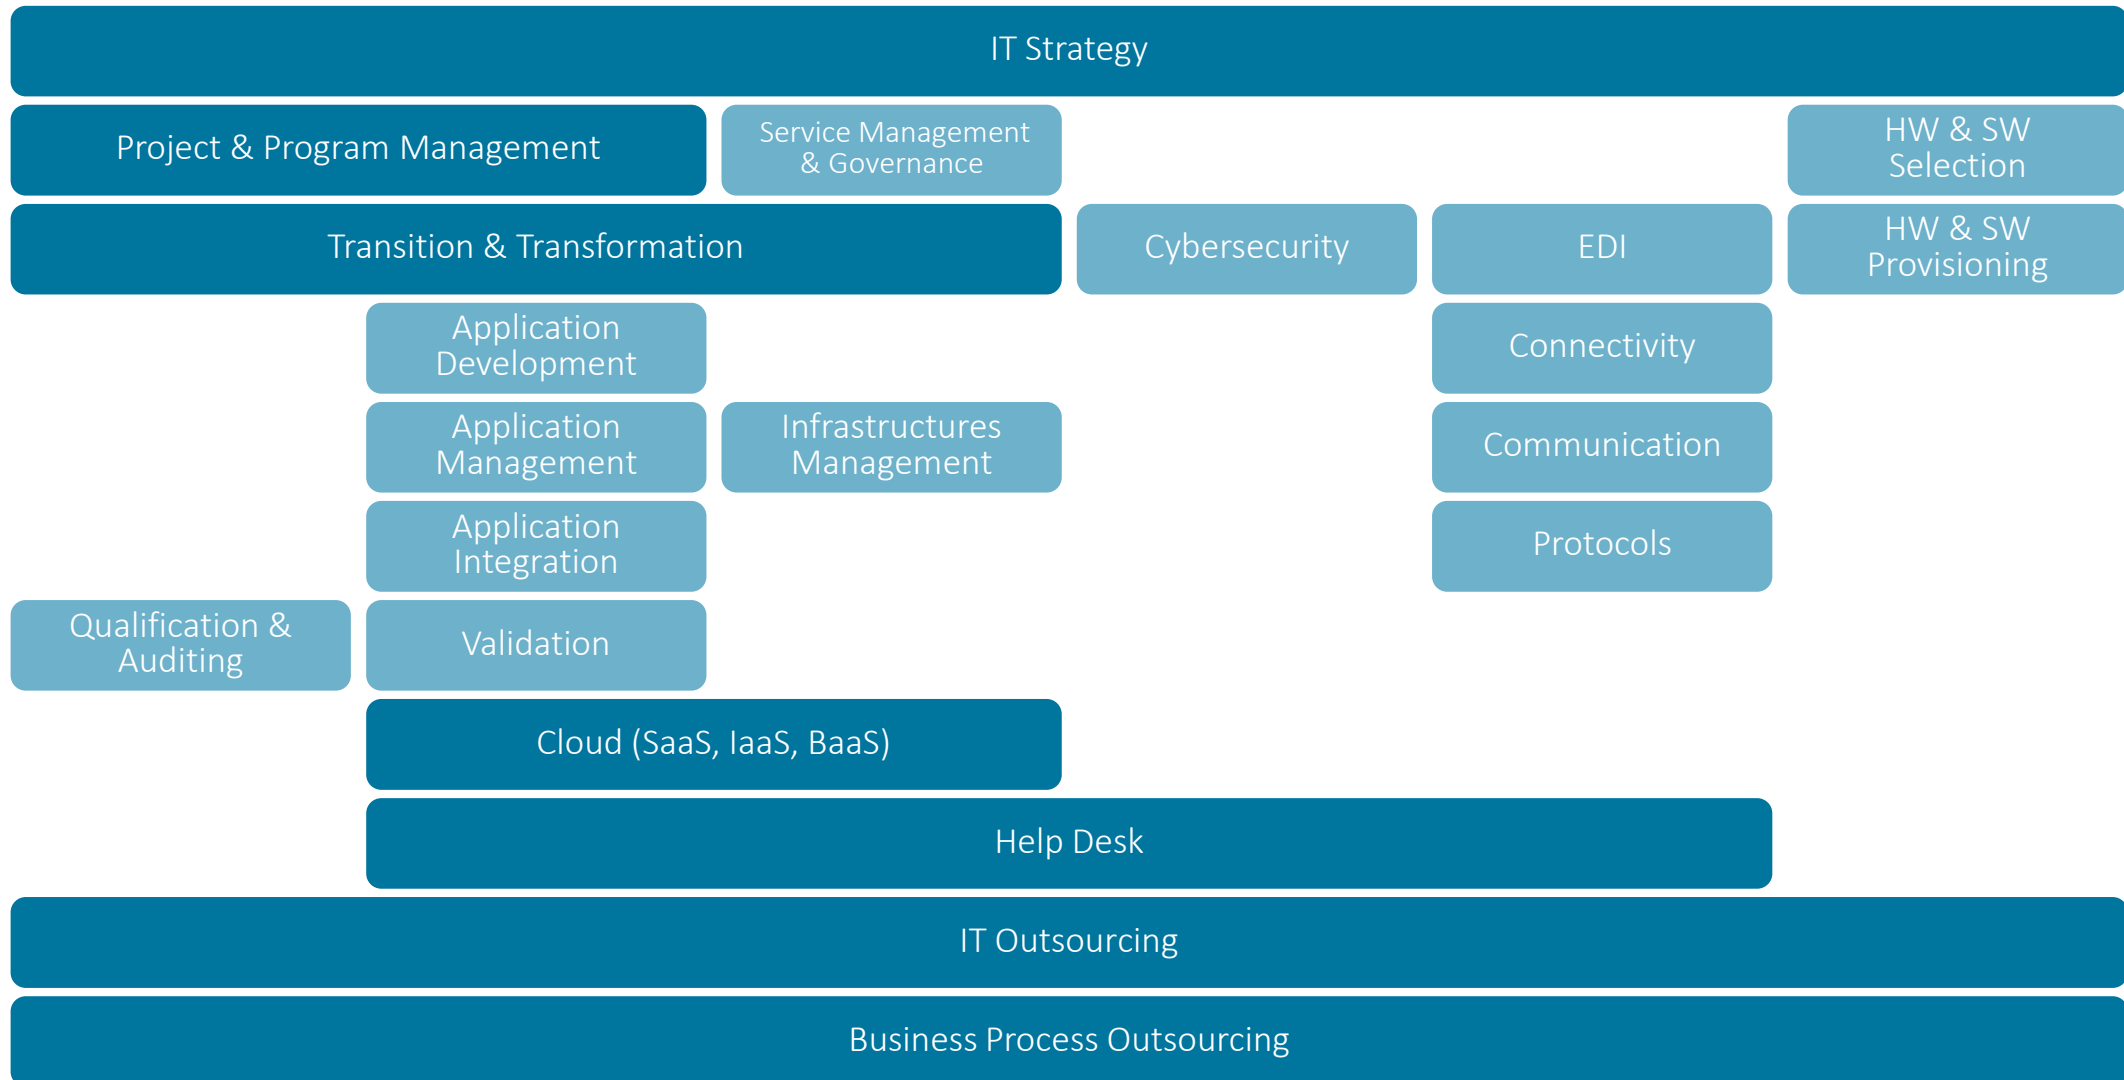 IT Strategy
Project & Program Management
Service Management
& Governance
HW & SW
Selection
Transition & Transformation
Cybersecurity
EDI
HW & SW
Provisioning
Application
Development
Connectivity
Application
Management
Infrastructures
Management
Communication
Application
Integration
Protocols
Qualification &
Auditing
Validation
Cloud (SaaS, IaaS, BaaS)
Help Desk
IT Outsourcing
Business Process Outsourcing